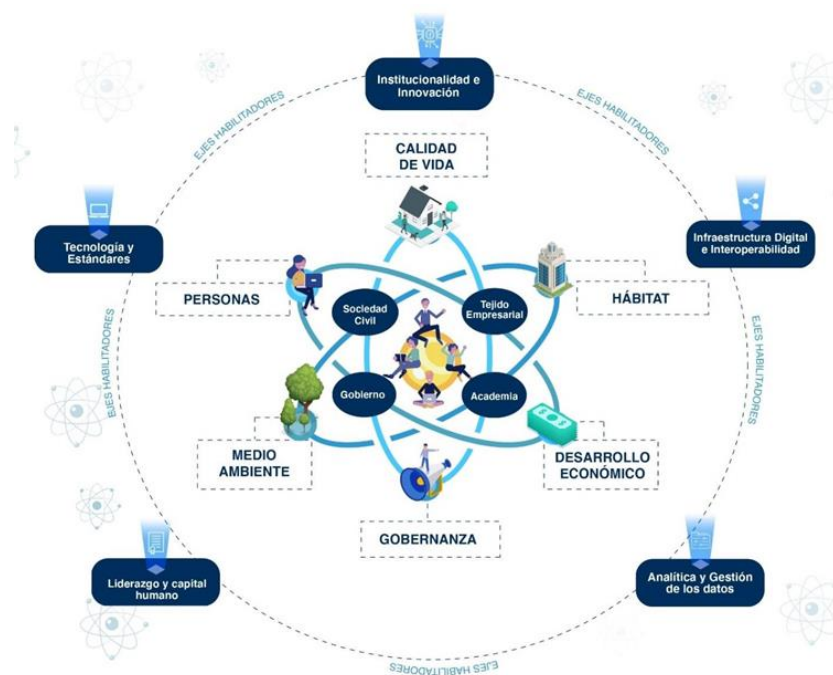 Institucionalidad e
Innovación
EJES HABILITADORES
EJES HABILITADORES
CALIDAD
DE VIDA
Tecnología y
Estándares
Infraestructura Digital
e Interoperabilidad
PERSONAS
HÁBITAT
Sociedad
Civil
Tejido
Empresarial
EJES HABILITADORES
EJES HABILITADORES
Gobierno
Academia
MEDIO
AMBIENTE
DESARROLLO
ECONÓMICO
GOBERNANZA
Liderazgo y capital
humano
Analítica y Gestión
de los datos
EJES HABILITADORES